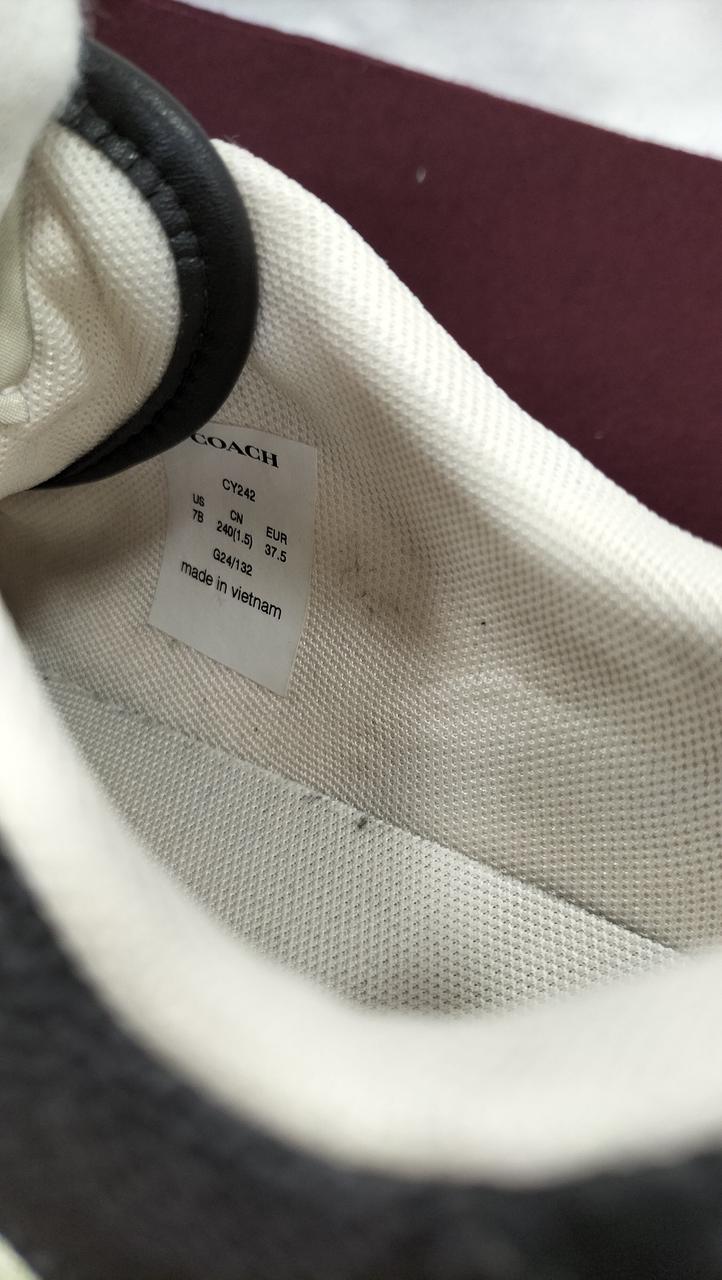 COACH
CY242
US CN EUR
7B 240(1.5) 37.5
G24/132
made in vietnam